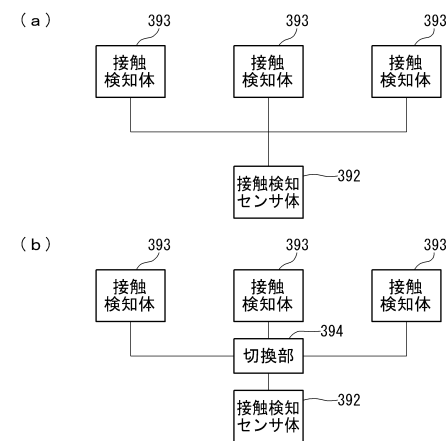 (a)
393 393 393
接触 接触 接触
検知体 検知体 検知体
392
接触検知
センサ体
(b)
393 393 393
接触 接触 接触
検知体 検知体 検知体
394
切換部
392
接触検知
センサ体